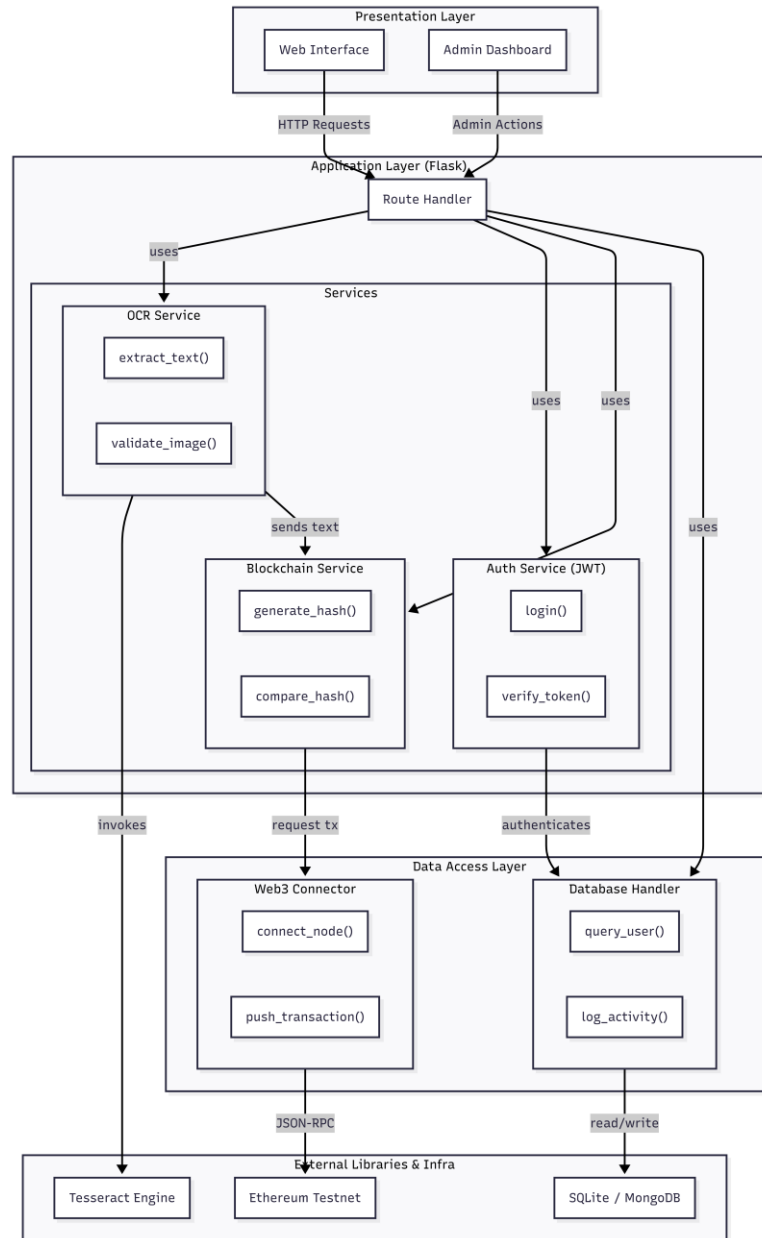 Presentation Layer
Web Interface
Admin Dashboard
HTTP Requests
Admin Actions
Application Layer (Flask)
Route Handler
uses
Services
OCR Service
extract_text()
validate_image()
uses
uses
uses
sends text
Blockchain Service
generate_hash()
compare_hash()
Auth Service (JWT)
login()
verify_token()
invokes
request tx
authenticates
Data Access Layer
Web3 Connector
connect_node()
push_transaction()
Database Handler
query_user()
log_activity()
JSON-RPC
read/write
External Libraries & Infra
Tesseract Engine
Ethereum Testnet
SQLite / MongoDB